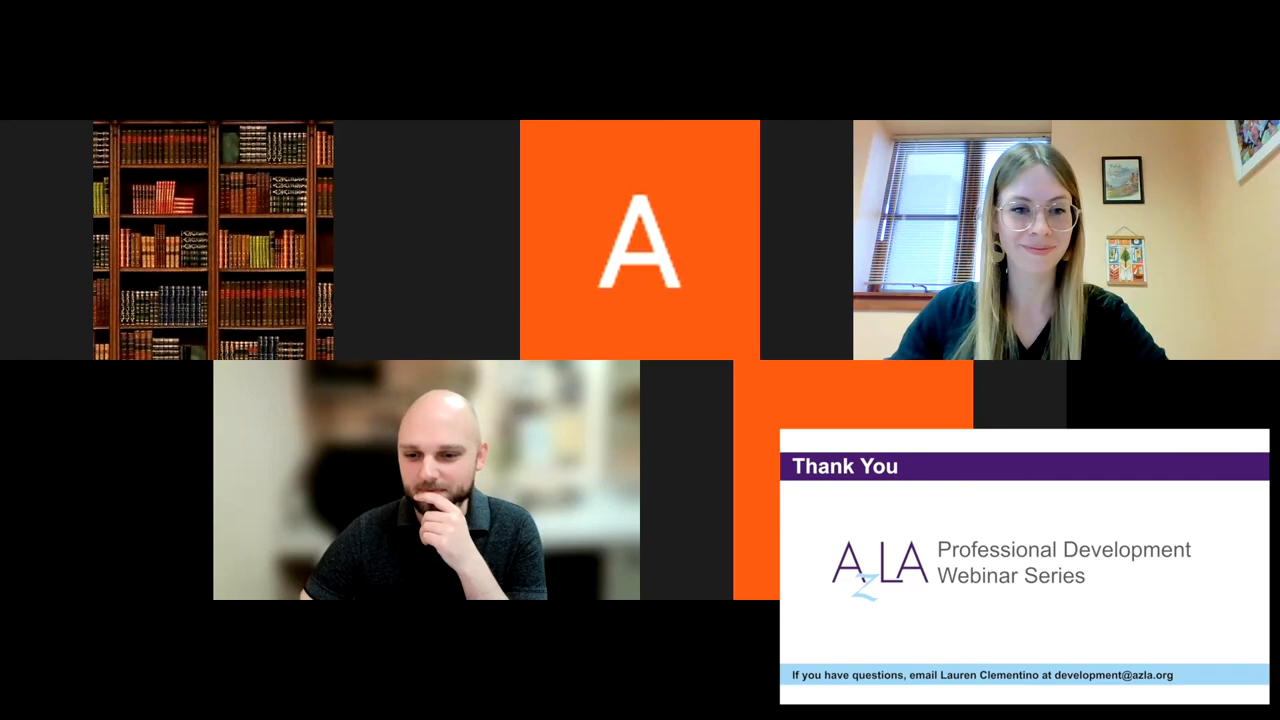 A
Thank You
AzLA
Professional Development
Webinar Series
If you have questions, email Lauren Clementino at development@azla.org